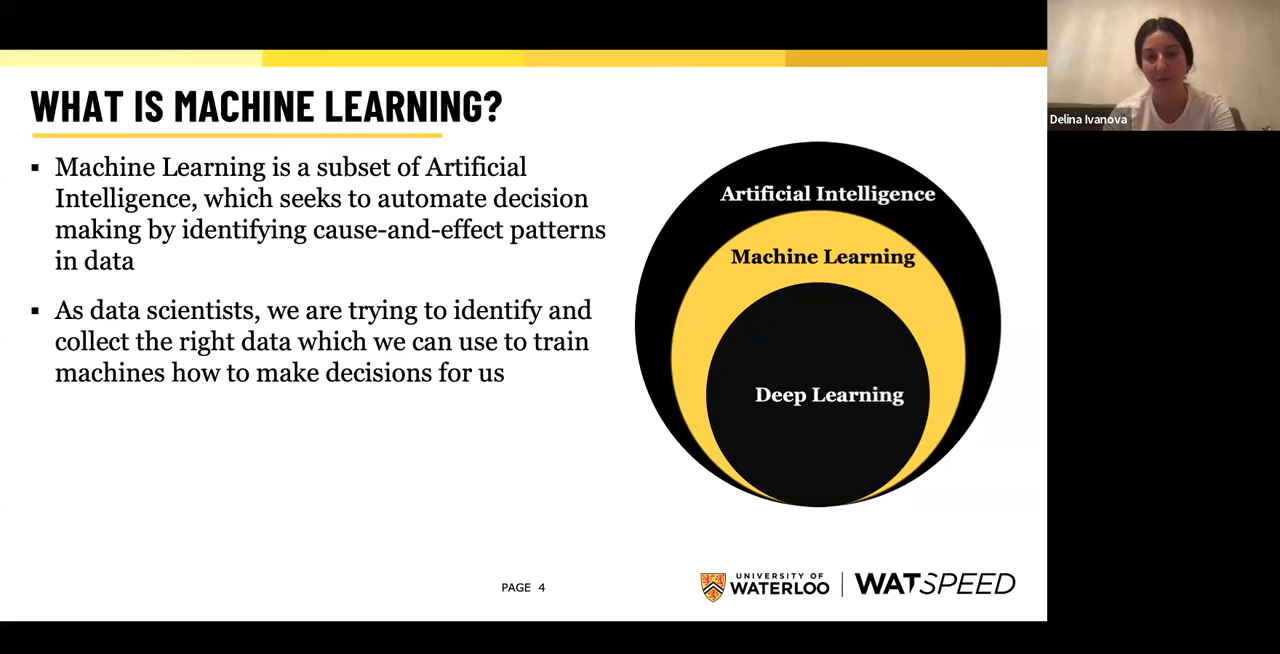 WHAT IS MACHINE LEARNING?
▪ Machine Learning is a subset of Artificial
Intelligence, which seeks to automate decision
making by identifying cause-and-effect patterns
in data
▪ As data scientists, we are trying to identify and
collect the right data which we can use to train
machines how to make decisions for us
Artificial Intelligence
Machine Learning
Deep Learning
PAGE 4
UNIVERSITY OF
WATERLOO
WATSPEED
Delina Ivanova